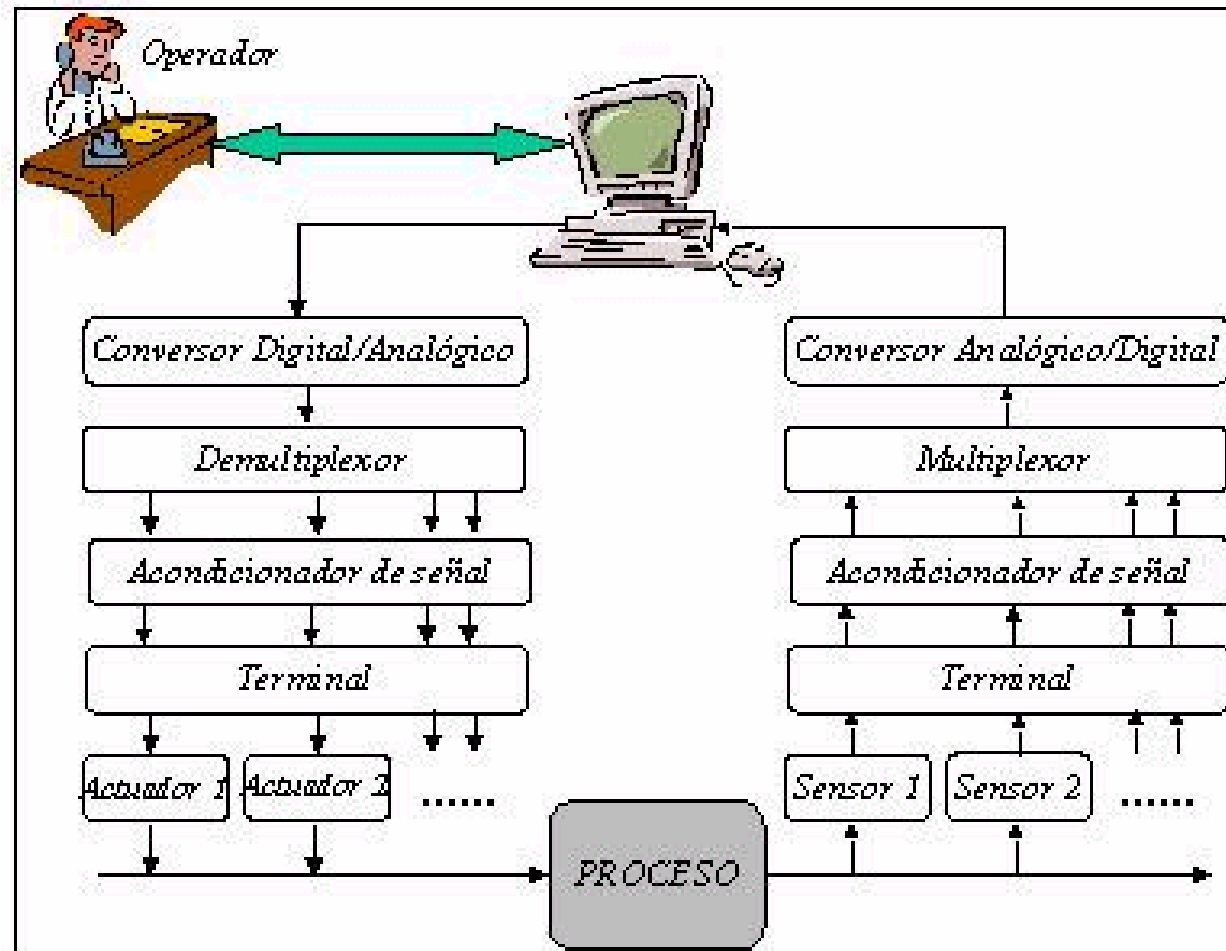 Operador
Conversor Digital/Analógico
Conversor Analógico/Digital
Demultiplexor
Multiplexor
Acondicionador de señal
Acondicionador de señal
Terminal
Terminal
Actuador 1
Actuador 2
......
Sensor 1
Sensor 2
......
PROCESO